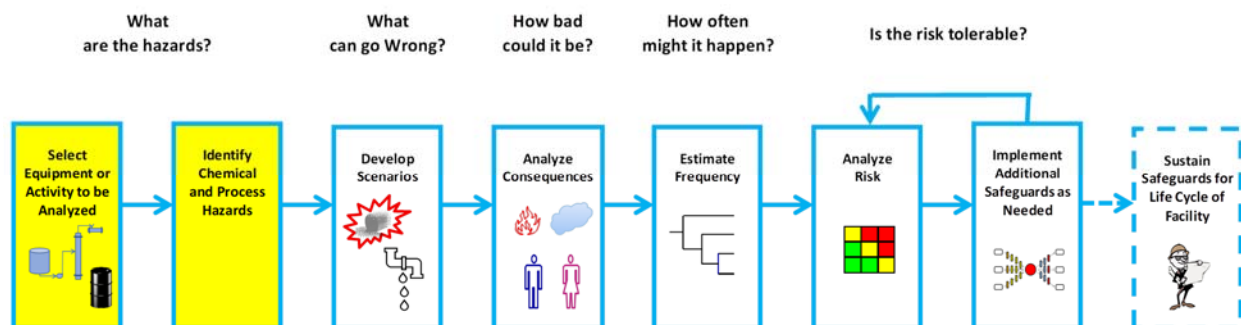 What
are the hazards?
What
can go Wrong?
How bad
could it be?
How often
might it happen?
Is the risk tolerable?
Select
Equipment or
Activity to be
Analyzed
Identify
Chemical
and Process
Hazards
Develop
Scenarios
Analyze
Consequences
Estimate
Frequency
Analyze
Risk
Implement
Additional
Safeguards as
Needed
Sustain
Safeguards for
Life Cycle of
Facility